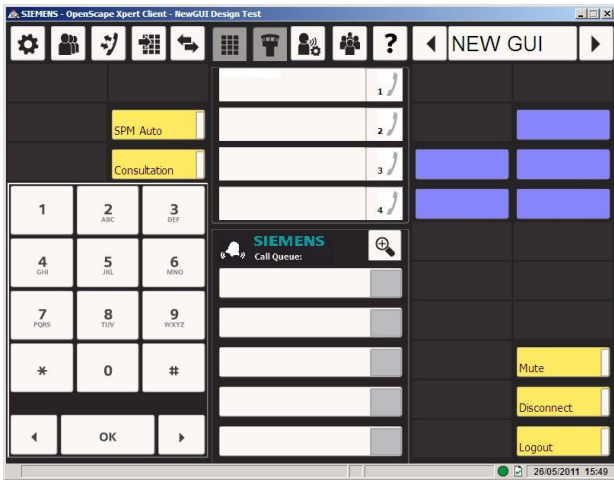 SIEMENS - OpenScape Xpert Client - NewGUI Design Test
?
NEW GUI
1
2
SPM Auto
3
Consultation
4
1
2
ABC
3
DEF
4
GHI
5
JKL
6
MNO
7
PQRS
8
TUV
9
WXYZ
*
0
#
OK
SIEMENS
Call Queue:
Mute
Disconnect
Logout
26/05/2011 15:49